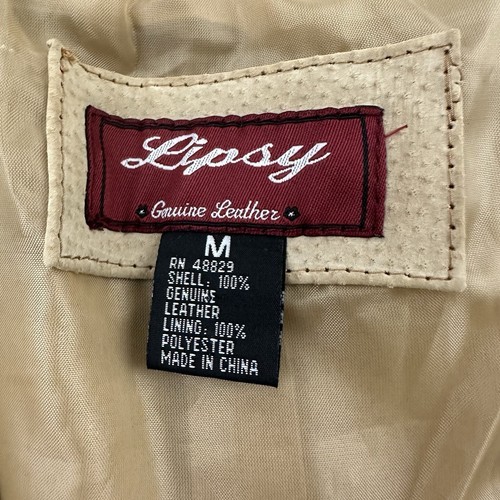 Lipsy
Genuine Leather
M
RN 48829
SHELL: 100%
GENUINE
LEATHER
LINING: 100%
POLYESTER
MADE IN CHINA